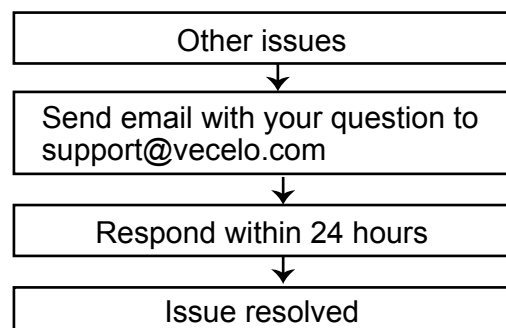 Other issues
Send email with your question to
support@vecelo.com
Respond within 24 hours
Issue resolved